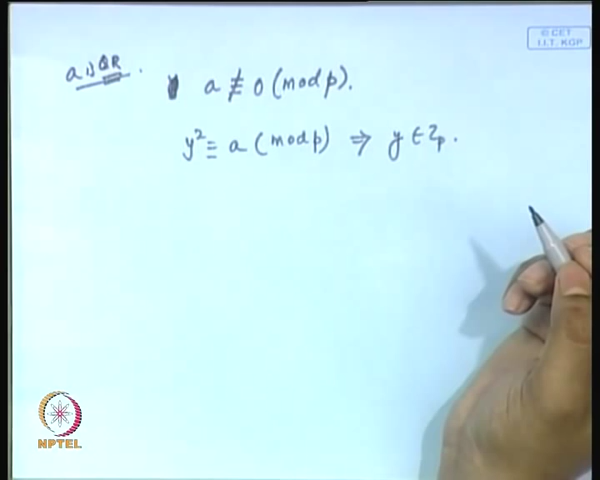 © CET
I.I.T. KGP
a is QR.
a ≢ 0 (mod p).
y² ≡ a (mod p) ⇒ y ∈ Zp.
NPTEL